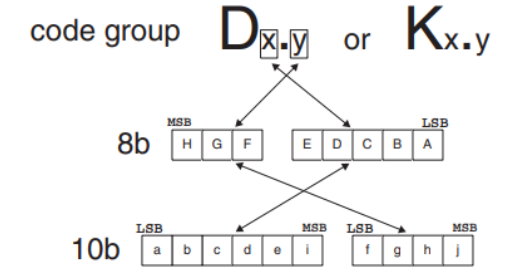 code group Dx.y or Kx.y
MSB LSB
8b H G F E D C B A
LSB MSB LSB MSB
10b a b c d e i f g h j